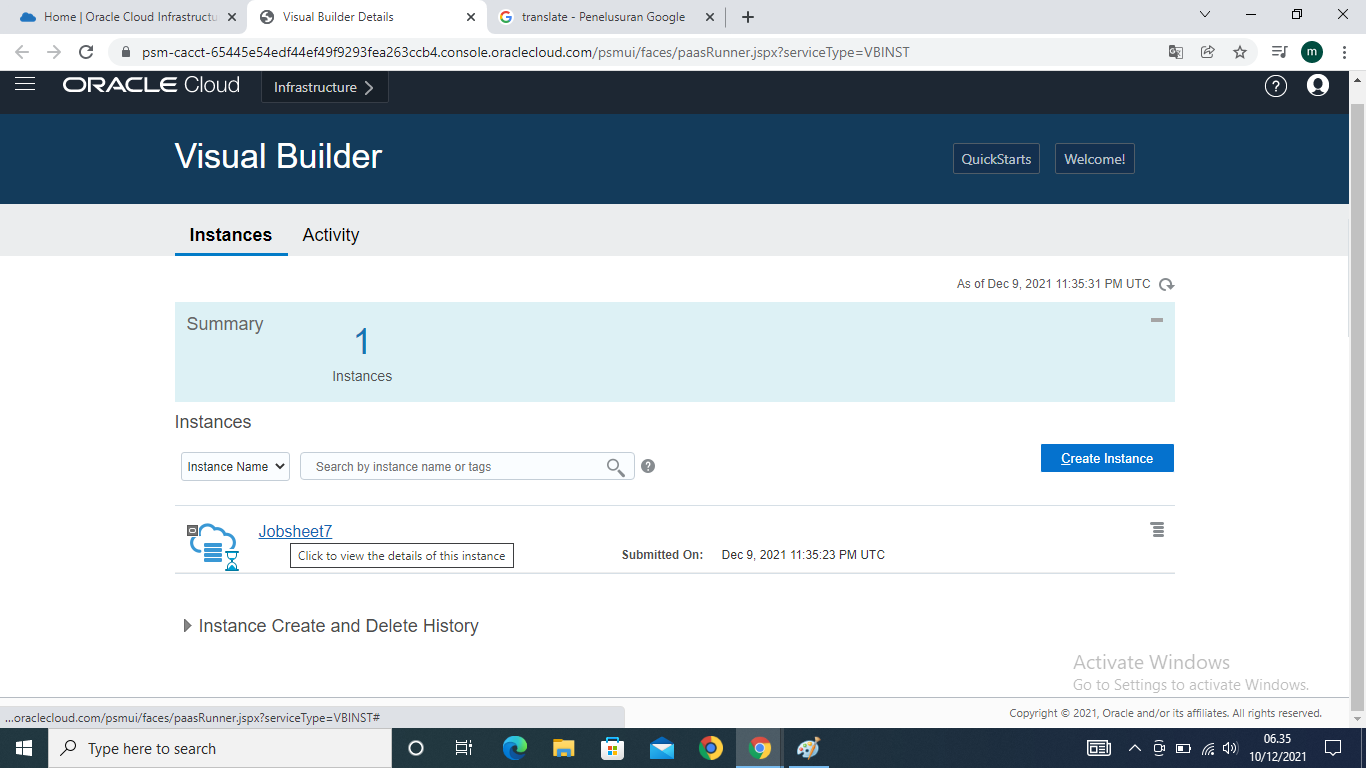 Home | Oracle Cloud Infrastructu
Visual Builder Details
translate - Penelusuran Google
psm-cacct-65445e54edf44ef49f9293fea263ccb4.console.oraclecloud.com/psmui/faces/paasRunner.jspx?serviceType=VBINST
m
ORACLE Cloud
Infrastructure
?
Visual Builder
QuickStarts
Welcome!
Instances
Activity
As of Dec 9, 2021 11:35:31 PM UTC
Summary
1
Instances
Instances
Instance Name
Search by instance name or tags
?
Create Instance
Jobsheet7
Click to view the details of this instance
Submitted On: Dec 9, 2021 11:35:23 PM UTC
Instance Create and Delete History
Activate Windows
Go to Settings to activate Windows.
...oraclecloud.com/psmui/faces/paasRunner.jspx?serviceType=VBINST#
Copyright © 2021, Oracle and/or its affiliates. All rights reserved.
Type here to search
06.35
10/12/2021